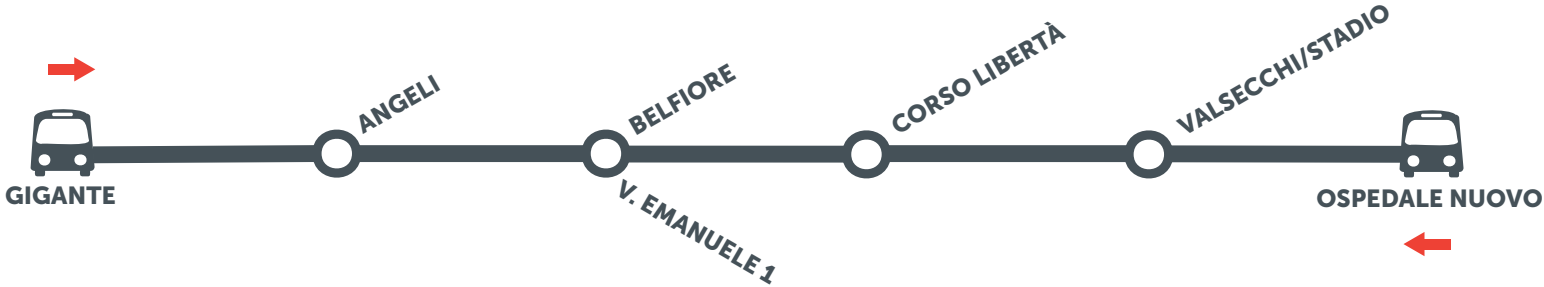 GIGANTE
ANGELI
BELFIORE
V. EMANUELE 1
CORSO LIBERTÀ
VALSECCHI/STADIO
OSPEDALE NUOVO